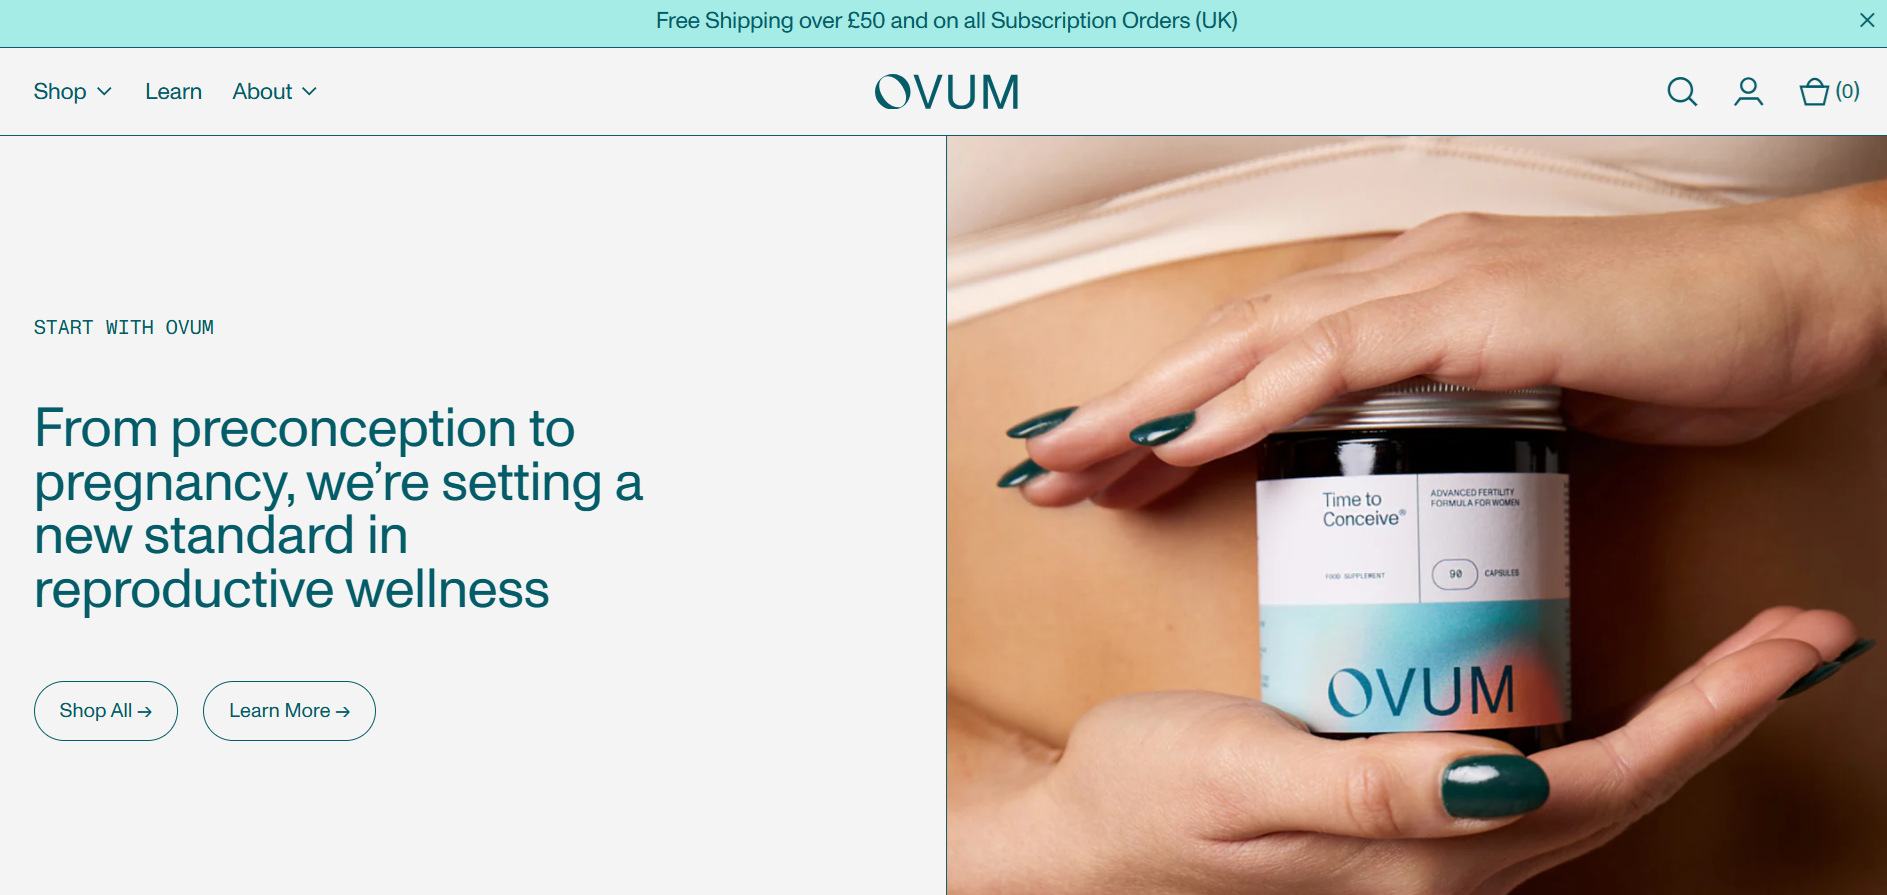 Free Shipping over £50 and on all Subscription Orders (UK)
Shop
Learn
About
OVUM
(0)
START WITH OVUM
From preconception to
pregnancy, we’re setting a
new standard in
reproductive wellness
Shop All →
Learn More →
Time to
Conceive®
ADVANCED FERTILITY
FORMULA FOR WOMEN
FOOD SUPPLEMENT
90 CAPSULES
OVUM